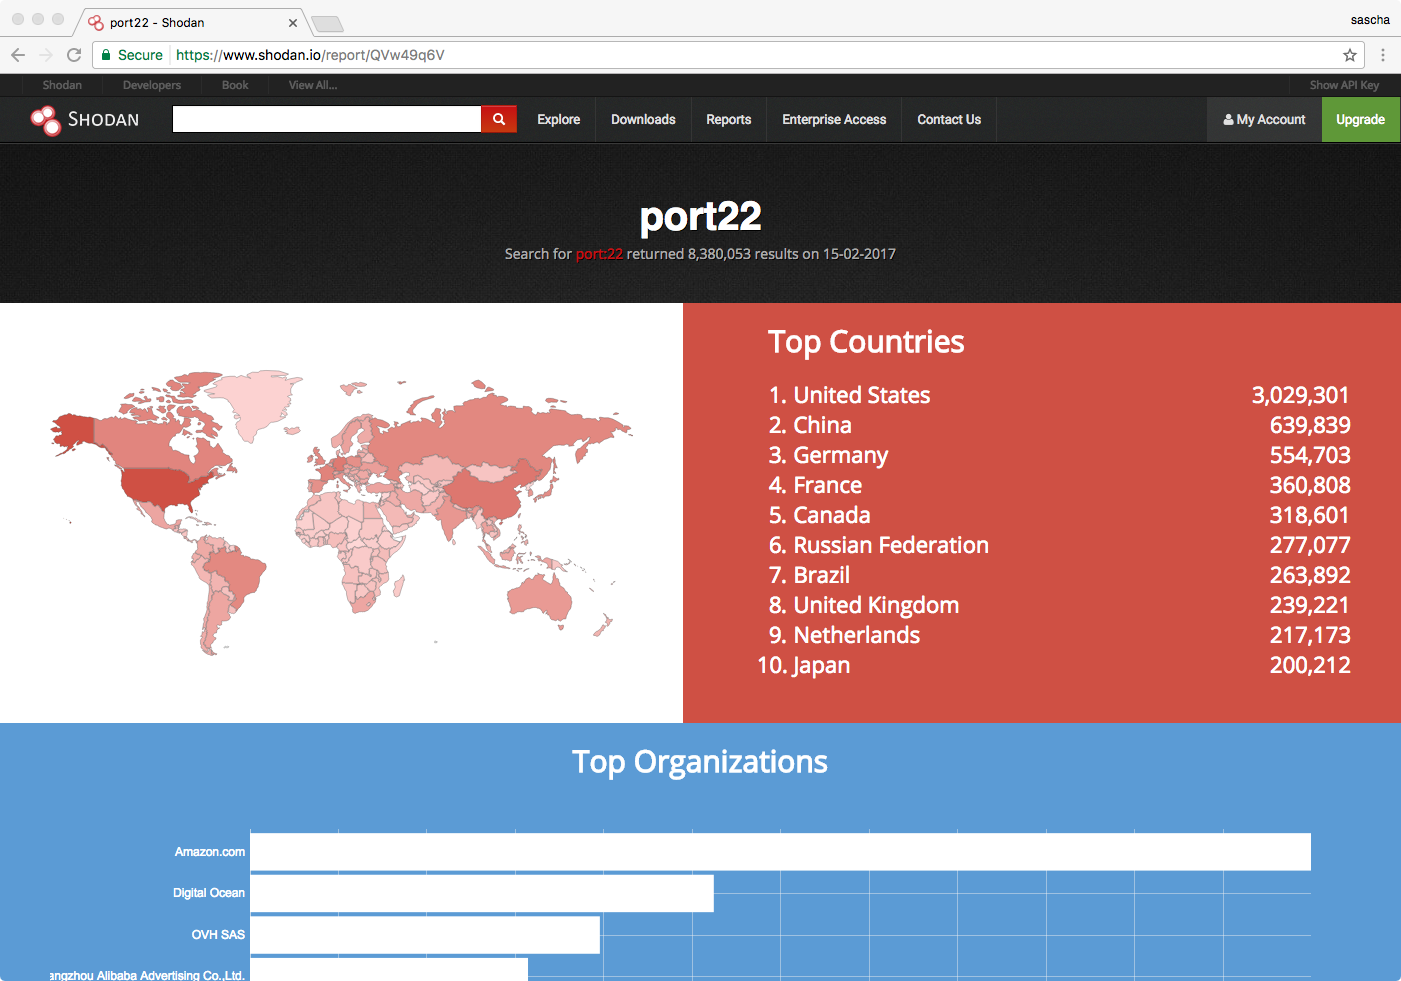 port22 - Shodan
sascha
Secure https://www.shodan.io/report/QVw49q6V
Shodan Developers Book View All... Show API Key
SHODAN Explore Downloads Reports Enterprise Access Contact Us My Account Upgrade
port22
Search for port:22 returned 8,380,053 results on 15-02-2017
Top Countries
1. United States 3,029,301
2. China 639,839
3. Germany 554,703
4. France 360,808
5. Canada 318,601
6. Russian Federation 277,077
7. Brazil 263,892
8. United Kingdom 239,221
9. Netherlands 217,173
10. Japan 200,212
Top Organizations
Amazon.com
Digital Ocean
OVH SAS
angzhou Alibaba Advertising Co.,Ltd.